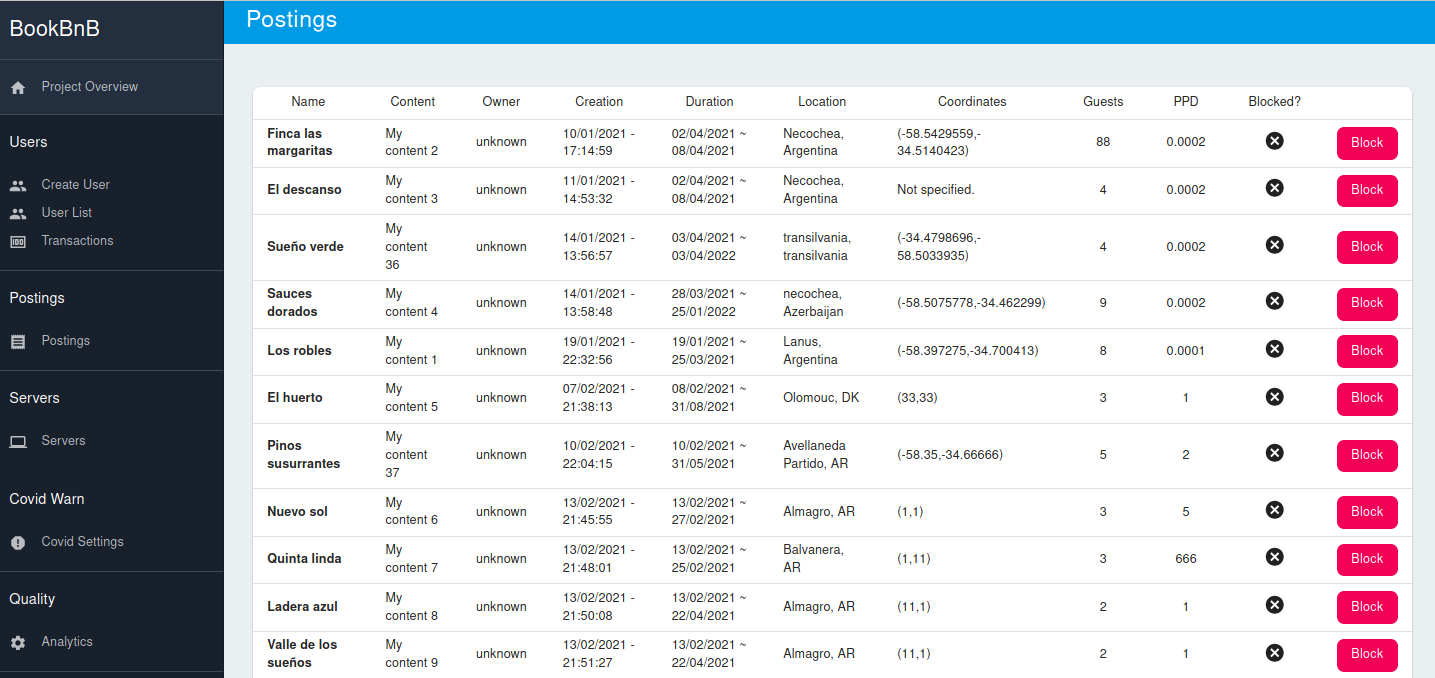 BookBnB
Postings
Project Overview
Users
Create User
User List
Transactions
Postings
Postings
Servers
Servers
Covid Warn
Covid Settings
Quality
Analytics
Name Content Owner Creation Duration Location Coordinates Guests PPD Blocked?
Finca las My 10/01/2021 - 02/04/2021 ~ Necochea, (-58.5429559,-
margaritas content 2 unknown 17:14:59 08/04/2021 Argentina 34.5140423) 88 0.0002 Block
My 11/01/2021 - 02/04/2021 ~ Necochea,
El descanso content 3 unknown 14:53:32 08/04/2021 Argentina Not specified. 4 0.0002 Block
My
content 14/01/2021 - 03/04/2021 ~ transilvania, (-34.4798696,-
Sueño verde 36 unknown 13:56:57 03/04/2022 transilvania 58.5033935) 4 0.0002 Block
Sauces My 14/01/2021 - 28/03/2021 ~ necochea,
dorados content 4 unknown 13:58:48 25/01/2022 Azerbaijan (-58.5075778,-34.462299) 9 0.0002 Block
My 19/01/2021 - 19/01/2021 ~ Lanus,
Los robles content 1 unknown 22:32:56 25/03/2021 Argentina (-58.397275,-34.700413) 8 0.0001 Block
My 07/02/2021 - 08/02/2021 ~
El huerto content 5 unknown 21:38:13 31/08/2021 Olomouc, DK (33,33) 3 1 Block
My
Pinos content 10/02/2021 - 10/02/2021 ~ Avellaneda
susurrantes 37 unknown 22:04:15 31/05/2021 Partido, AR (-58.35,-34.66666) 5 2 Block
My 13/02/2021 - 13/02/2021 ~
Nuevo sol content 6 unknown 21:45:55 27/02/2021 Almagro, AR (1,1) 3 5 Block
My 13/02/2021 - 13/02/2021 ~ Balvanera,
Quinta linda content 7 unknown 21:48:01 25/02/2021 AR (1,11) 3 666 Block
My 13/02/2021 - 13/02/2021 ~
Ladera azul content 8 unknown 21:50:08 22/04/2021 Almagro, AR (11,1) 2 1 Block
Valle de los My 13/02/2021 - 13/02/2021 ~
sueños content 9 unknown 21:51:27 22/04/2021 Almagro, AR (11,1) 2 1 Block